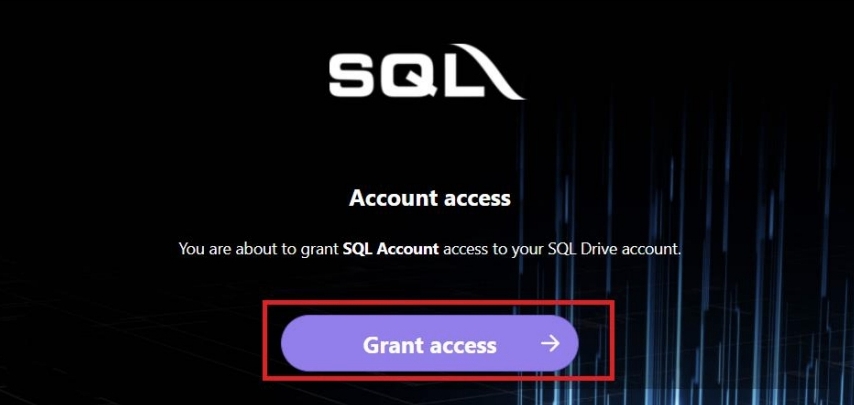 SQL
Account access
You are about to grant SQL Account access to your SQL Drive account.
Grant access